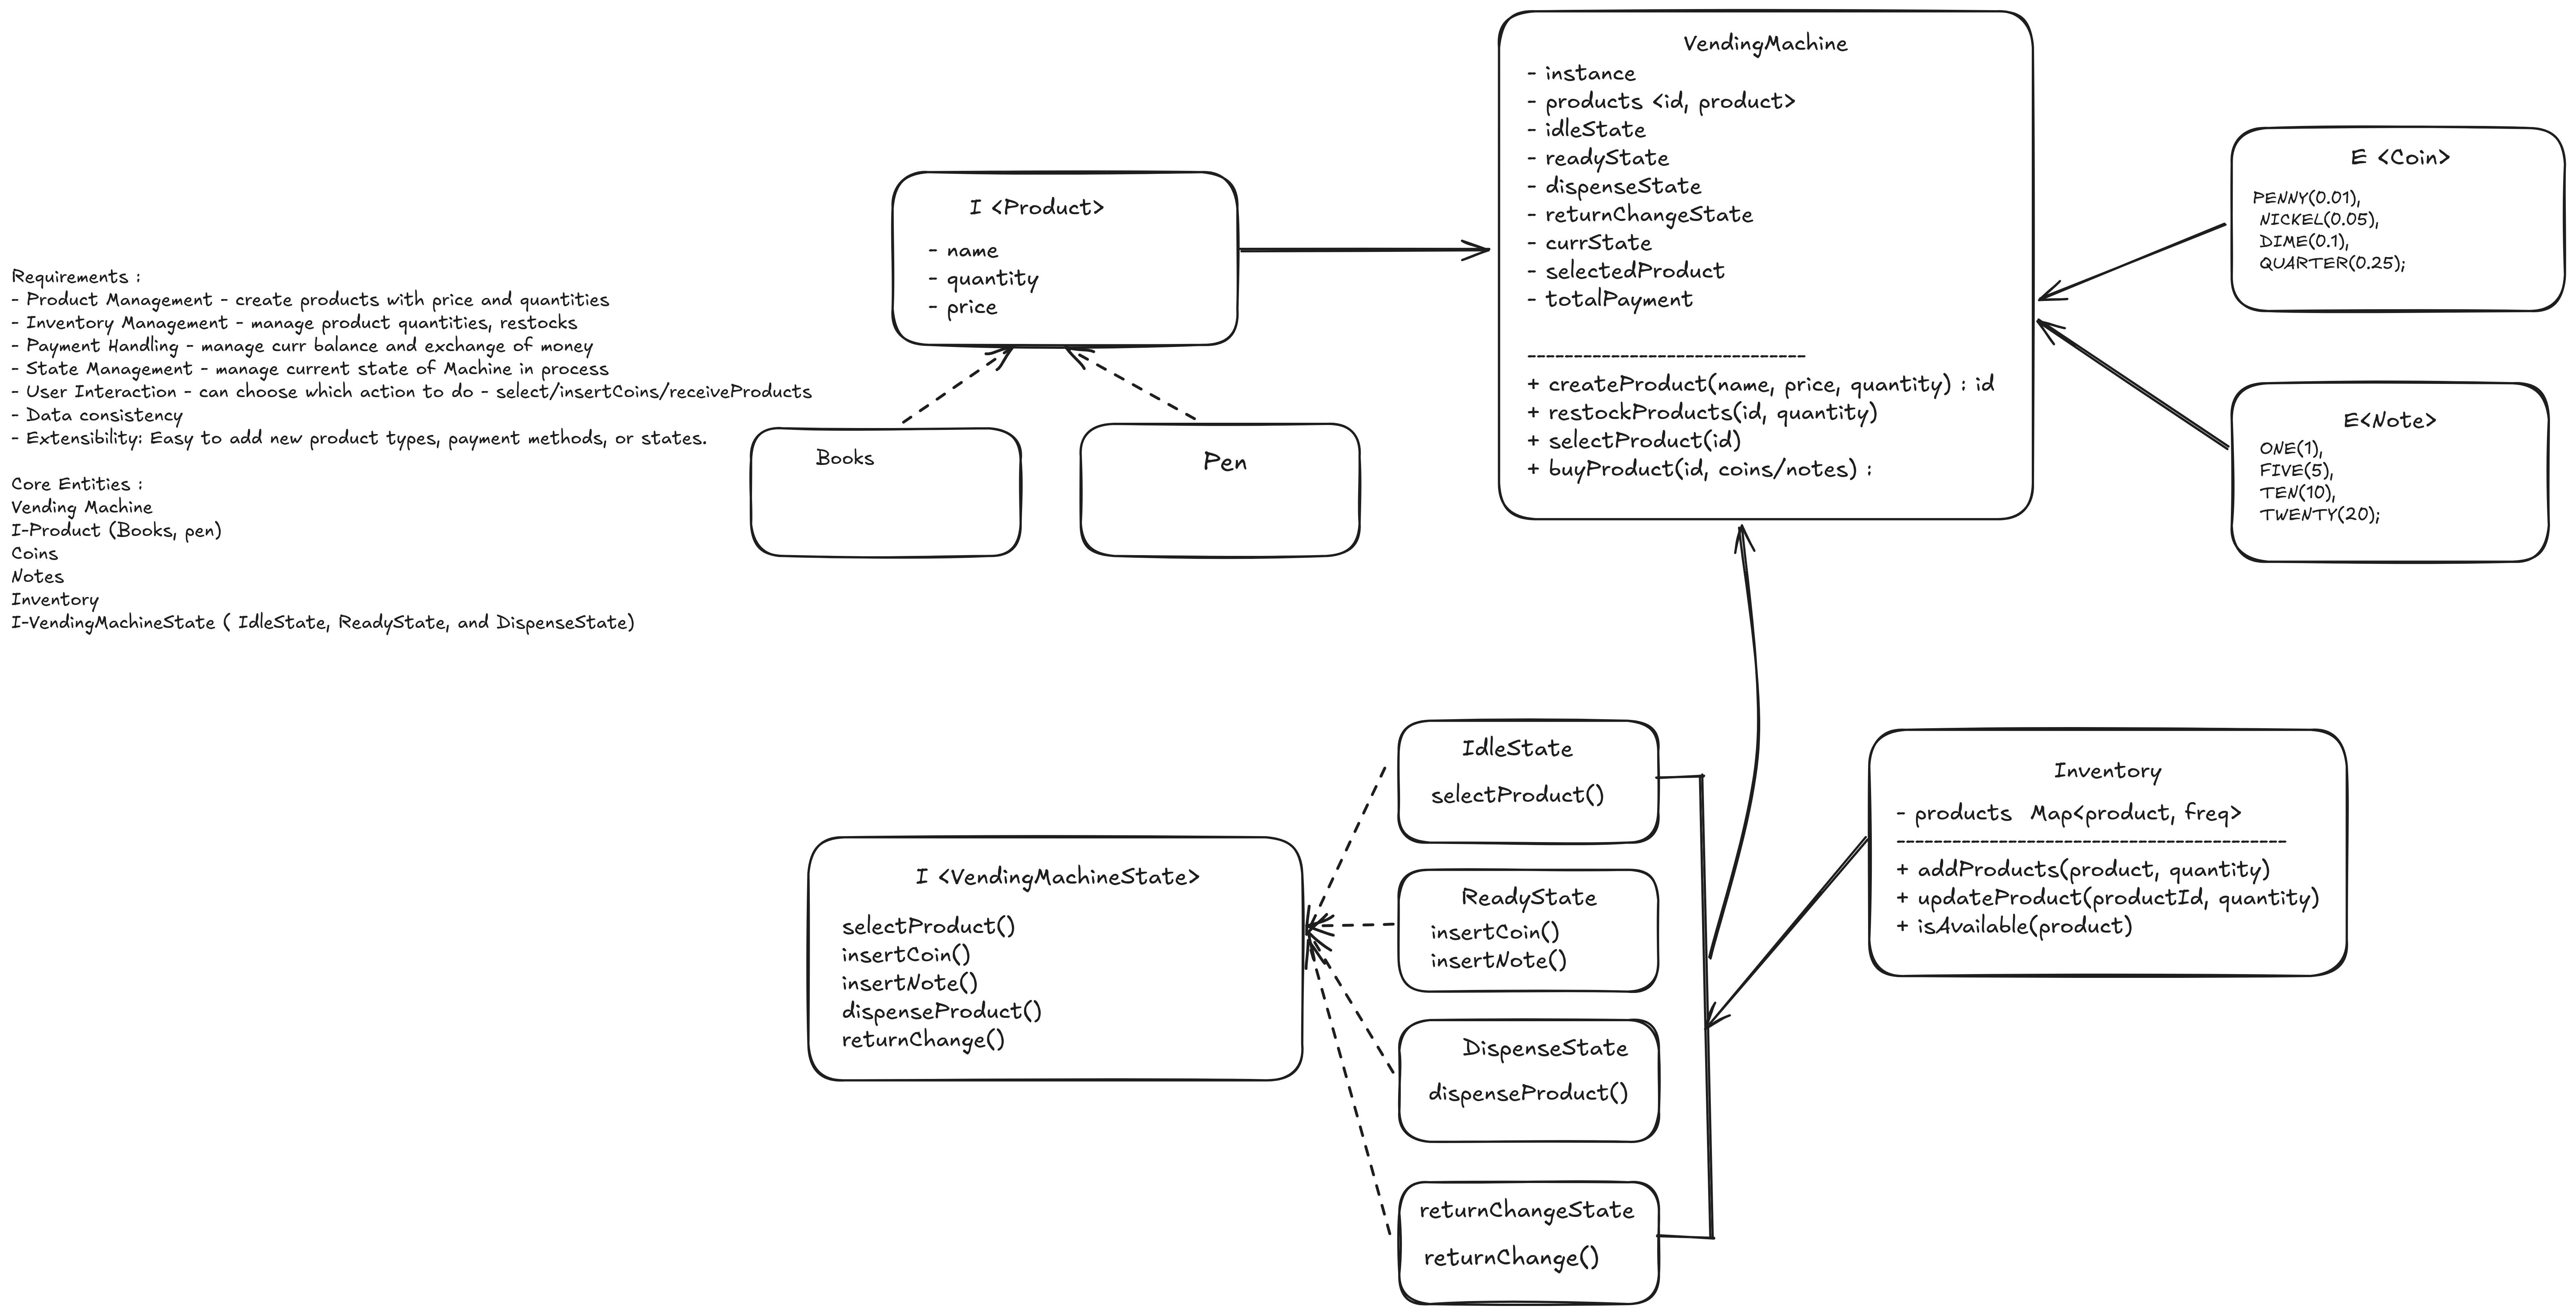 Requirements :
- Product Management - create products with price and quantities
- Inventory Management - manage product quantities, restocks
- Payment Handling - manage curr balance and exchange of money
- State Management - manage current state of Machine in process
- User Interaction - can choose which action to do - select/insertCoins/receiveProducts
- Data consistency
- Extensibility: Easy to add new product types, payment methods, or states.
Core Entities :
Vending Machine
I-Product (Books, pen)
Coins
Notes
Inventory
I-VendingMachineState ( IdleState, ReadyState, and DispenseState)
I <Product>
- name
- quantity
- price
Books
Pen
VendingMachine
- instance
- products <id, product>
- idleState
- readyState
- dispenseState
- returnChangeState
- currState
- selectedProduct
- totalPayment
------------------------------
+ createProduct(name, price, quantity) : id
+ restockProducts(id, quantity)
+ selectProduct(id)
+ buyProduct(id, coins/notes) :
E <Coin>
PENNY(0.01),
NICKEL(0.05),
DIME(0.1),
QUARTER(0.25);
E<Note>
ONE(1),
FIVE(5),
TEN(10),
TWENTY(20);
I <VendingMachineState>
selectProduct()
insertCoin()
insertNote()
dispenseProduct()
returnChange()
IdleState
selectProduct()
ReadyState
insertCoin()
insertNote()
DispenseState
dispenseProduct()
returnChangeState
returnChange()
Inventory
- products Map<product, freq>
------------------------------------------
+ addProducts(product, quantity)
+ updateProduct(productId, quantity)
+ isAvailable(product)